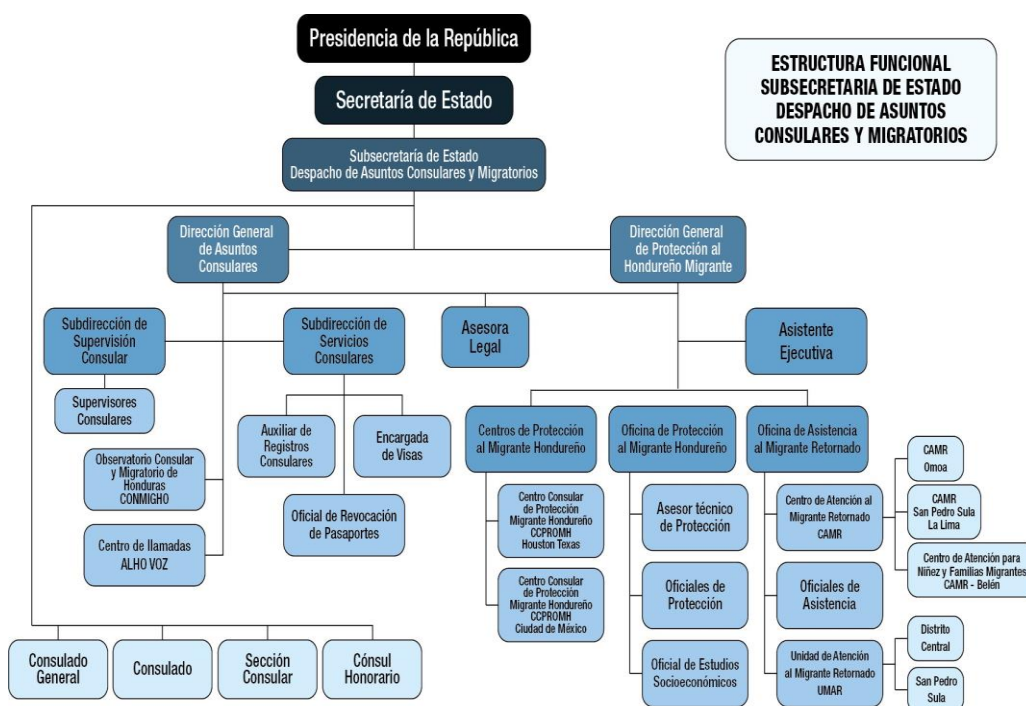 Presidencia de la República
ESTRUCTURA FUNCIONAL
SUBSECRETARIA DE ESTADO
DESPACHO DE ASUNTOS
CONSULARES Y MIGRATORIOS
Secretaría de Estado
Subsecretaría de Estado
Despacho de Asuntos Consulares y Migratorios
Dirección General
de Asuntos
Consulares
Dirección General
de Protección al
Hondureño Migrante
Subdirección de
Supervisión
Consular
Subdirección de
Servicios
Consulares
Asesora
Legal
Asistente
Ejecutiva
Supervisores
Consulares
Auxiliar de
Registros
Consulares
Encargada
de Visas
Observatorio Consular
y Migratorio de
Honduras
CONMIGHO
Oficial de Revocación
de Pasaportes
Centro de llamadas
ALHO VOZ
Centros de Protección
al Migrante Hondureño
Oficina de Protección
al Migrante Hondureño
Oficina de Asistencia
al Migrante Retornado
Centro Consular
de Protección
Migrante Hondureño
CCPROMH
Houston Texas
Centro Consular
de Protección
Migrante Hondureño
CCPROMH
Ciudad de México
Asesor técnico
de Protección
Oficiales de
Protección
Oficial de Estudios
Socioeconómicos
Centro de Atención al
Migrante Retornado
CAMR
Oficiales de
Asistencia
Unidad de Atención
al Migrante Retornado
UMAR
CAMR
Omoa
CAMR
San Pedro Sula
La Lima
Centro de Atención para
Niñez y Familias Migrantes
CAMR - Belén
Distrito
Central
San Pedro
Sula
Consulado
General
Consulado
Sección
Consular
Cónsul
Honorario